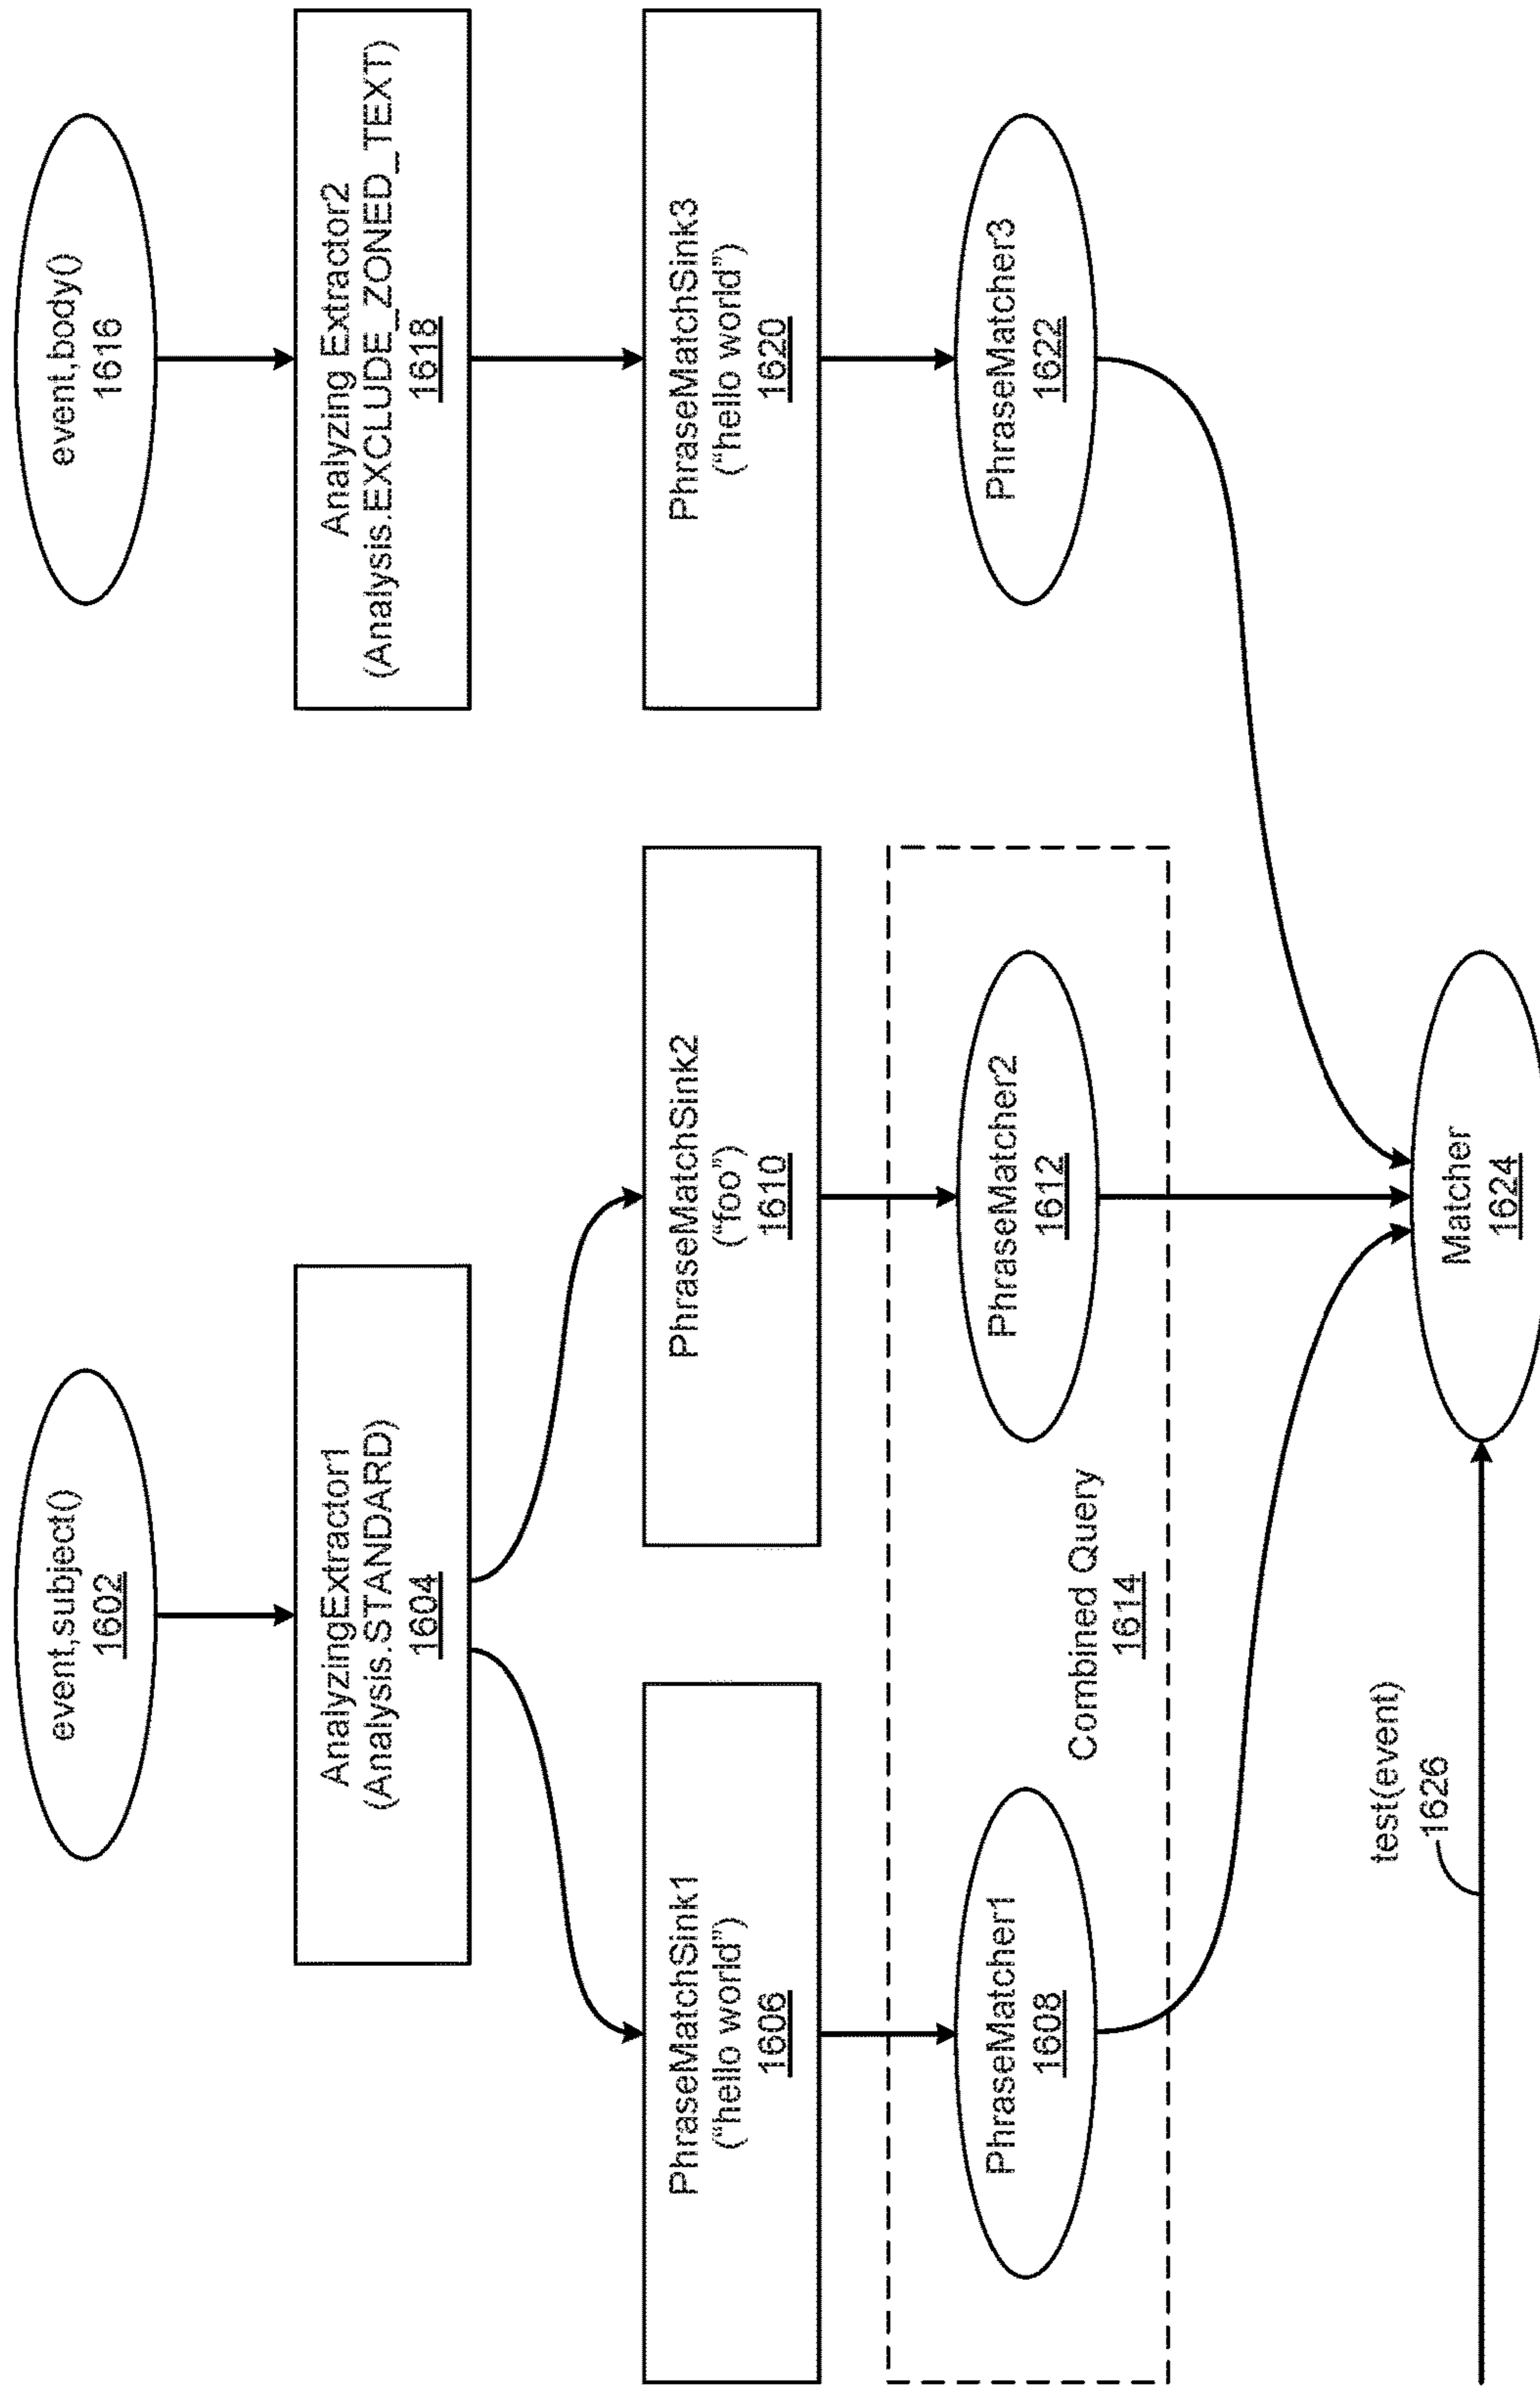 event,subject()
1602
event,body()
1616
AnalyzingExtractor1
(Analysis.STANDARD)
1604
Analyzing Extractor2
(Analysis.EXCLUDE_ZONED_TEXT)
1618
PhraseMatchSink1
("hello world")
1606
PhraseMatchSink2
("foo")
1610
PhraseMatchSink3
("hello world")
1620
PhraseMatcher1
1608
PhraseMatcher2
1612
PhraseMatcher3
1622
Combined Query
1614
test(event)
1626
Matcher
1624